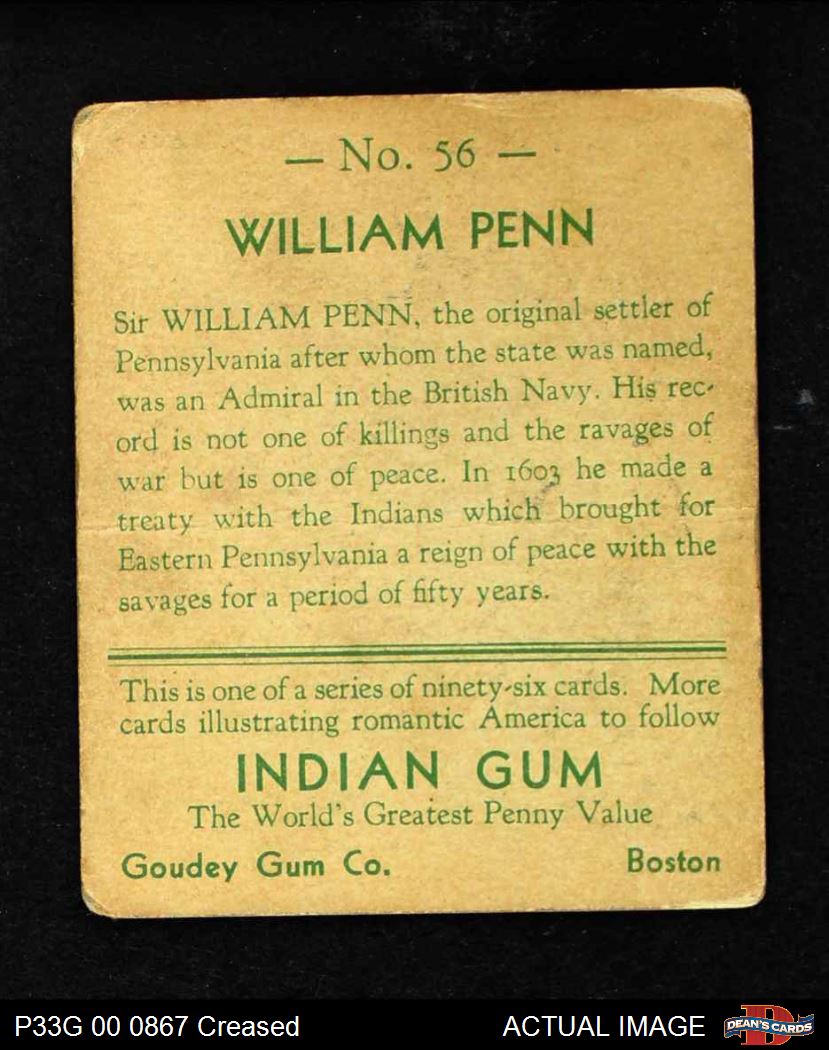 — No. 56 —
WILLIAM PENN
Sir WILLIAM PENN, the original settler of
Pennsylvania after whom the state was named,
was an Admiral in the British Navy. His rec-
ord is not one of killings and the ravages of
war but is one of peace. In 1603 he made a
treaty with the Indians which brought for
Eastern Pennsylvania a reign of peace with the
savages for a period of fifty years.
This is one of a series of ninety-six cards. More
cards illustrating romantic America to follow
INDIAN GUM
The World's Greatest Penny Value
Goudey Gum Co. Boston
P33G 00 0867 Creased ACTUAL IMAGE DEAN'S CARDS